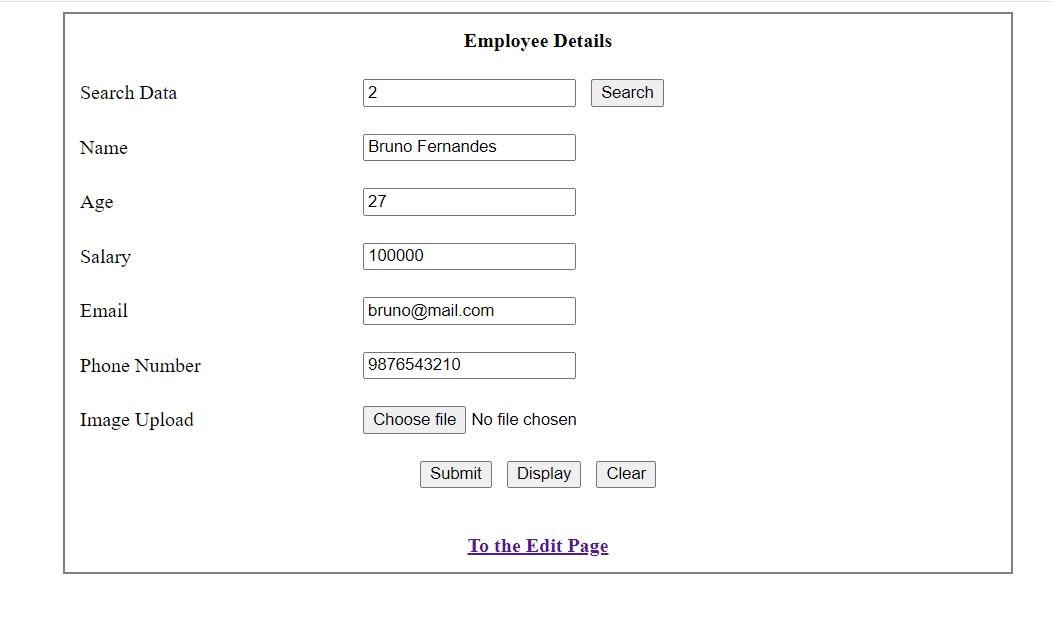 Employee Details
Search Data 2 Search
Name Bruno Fernandes
Age 27
Salary 100000
Email bruno@mail.com
Phone Number 9876543210
Image Upload Choose file No file chosen
Submit Display Clear
To the Edit Page